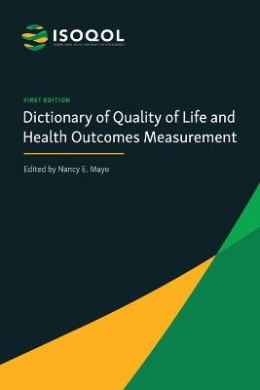 ISOQOL
FIRST EDITION
Dictionary of Quality of Life and
Health Outcomes Measurement
Edited by Nancy E. Mayo